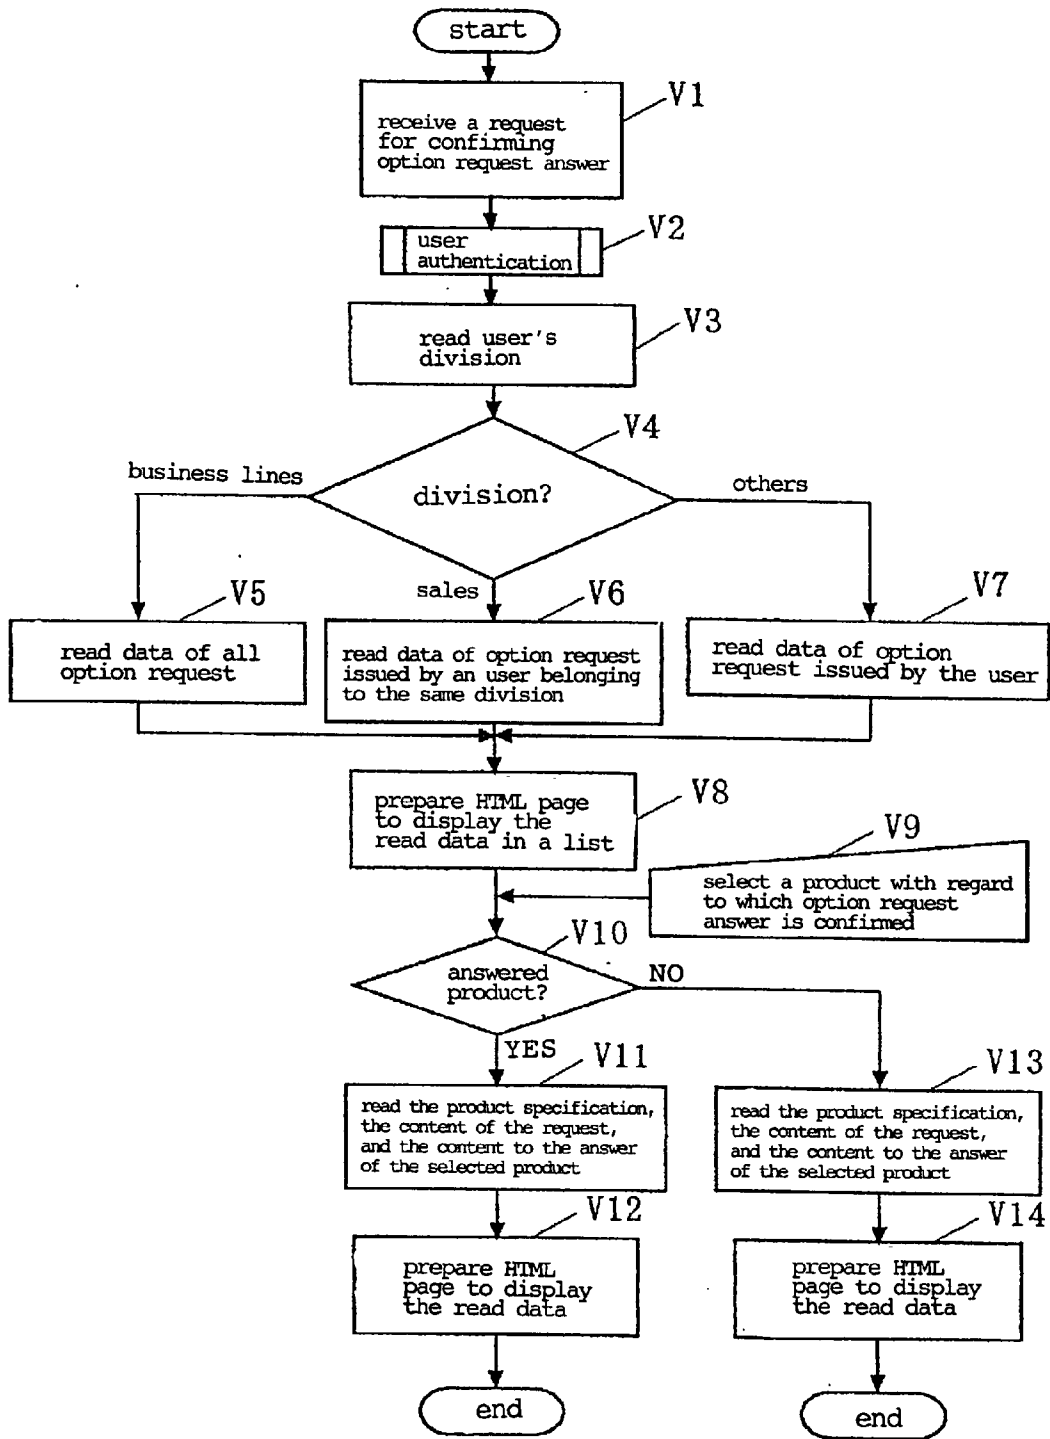 start
V1
receive a request
for confirming
option request answer
V2
user
authentication
V3
read user's
division
V4
division?
business lines
others
sales
V5
read data of all
option request
V6
read data of option request
issued by an user belonging
to the same division
V7
read data of option
request issued by the user
V8
prepare HTML page
to display the
read data in a list
V9
select a product with regard
to which option request
answer is confirmed
V10
answered
product?
NO
YES
V11
read the product specification,
the content of the request,
and the content to the answer
of the selected product
V13
read the product specification,
the content of the request,
and the content to the answer
of the selected product
V12
prepare HTML
page to display
the read data
V14
prepare HTML
page to display
the read data
end
end